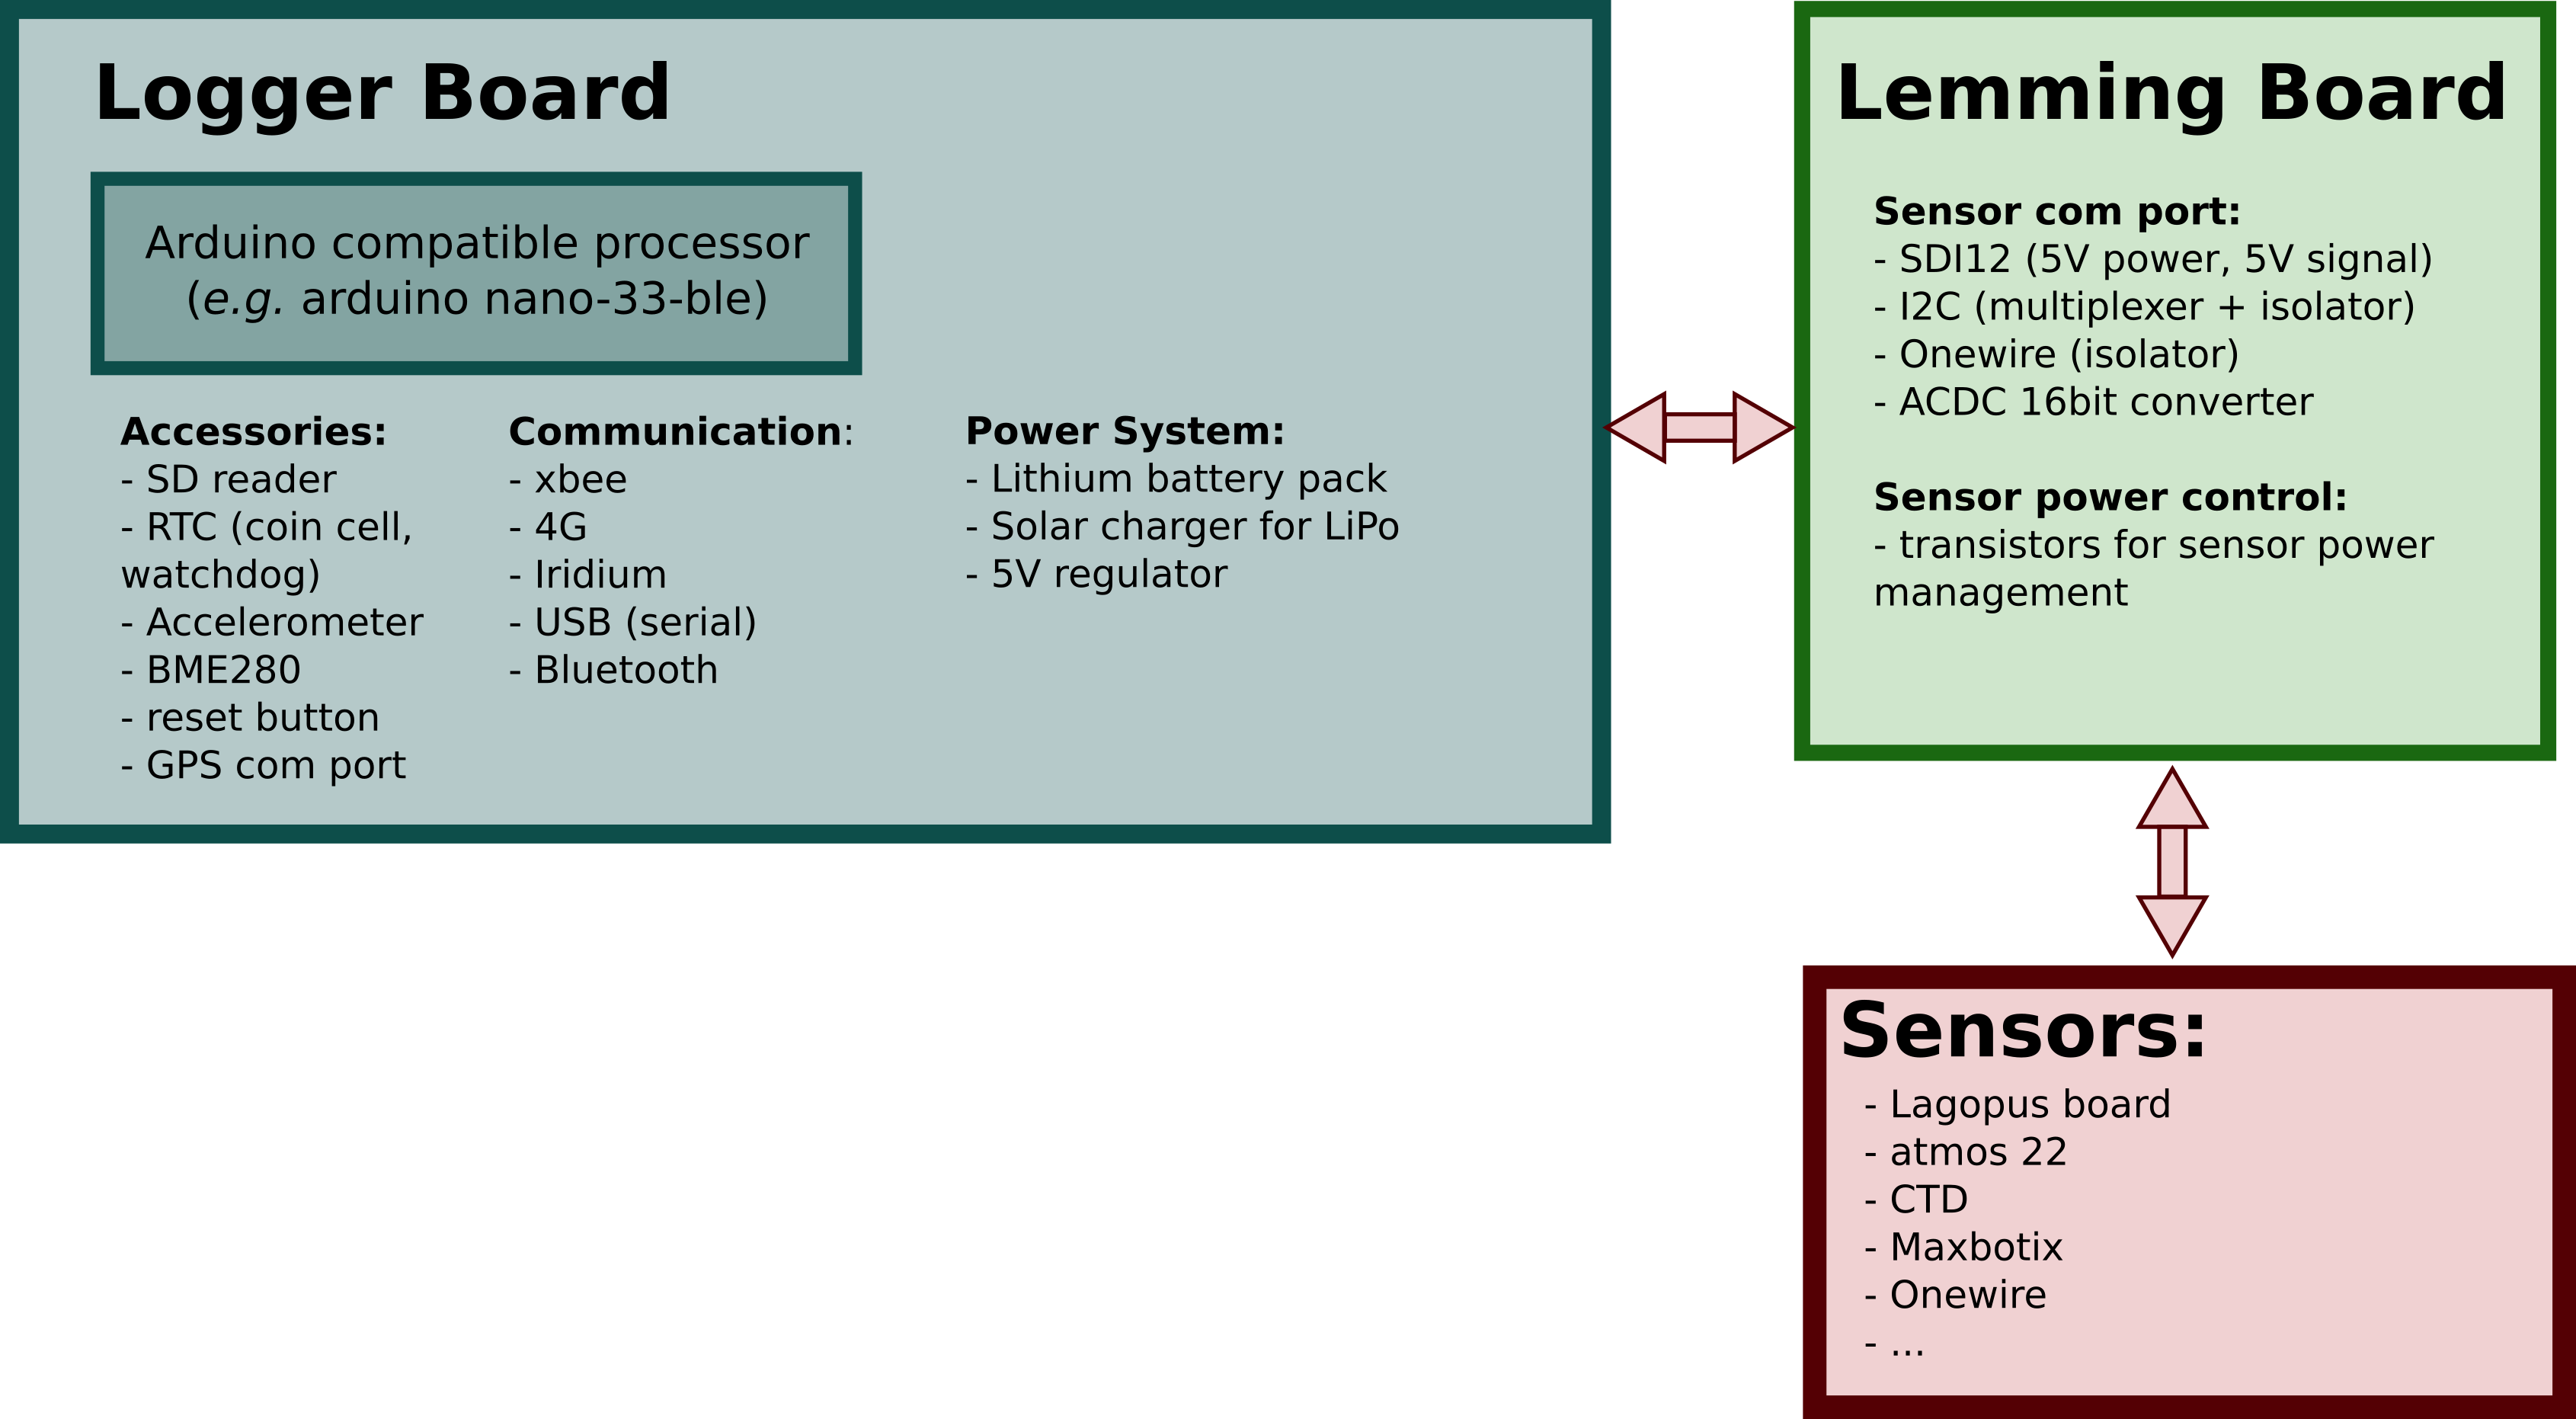 Logger Board
Arduino compatible processor
(e.g. arduino nano-33-ble)
Accessories:
- SD reader
- RTC (coin cell,
watchdog)
- Accelerometer
- BME280
- reset button
- GPS com port
Communication:
- xbee
- 4G
- Iridium
- USB (serial)
- Bluetooth
Power System:
- Lithium battery pack
- Solar charger for LiPo
- 5V regulator
Lemming Board
Sensor com port:
- SDI12 (5V power, 5V signal)
- I2C (multiplexer + isolator)
- Onewire (isolator)
- ACDC 16bit converter
Sensor power control:
- transistors for sensor power
management
Sensors:
- Lagopus board
- atmos 22
- CTD
- Maxbotix
- Onewire
- ...